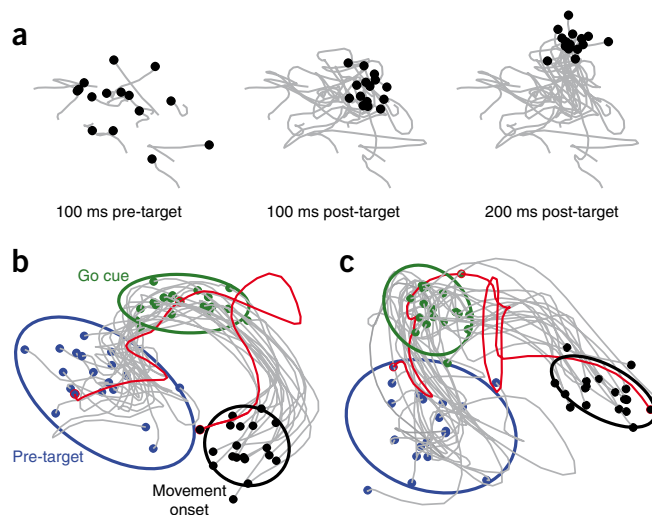 a
100 ms pre-target
100 ms post-target
200 ms post-target
b
Go cue
Pre-target
Movement
onset
c